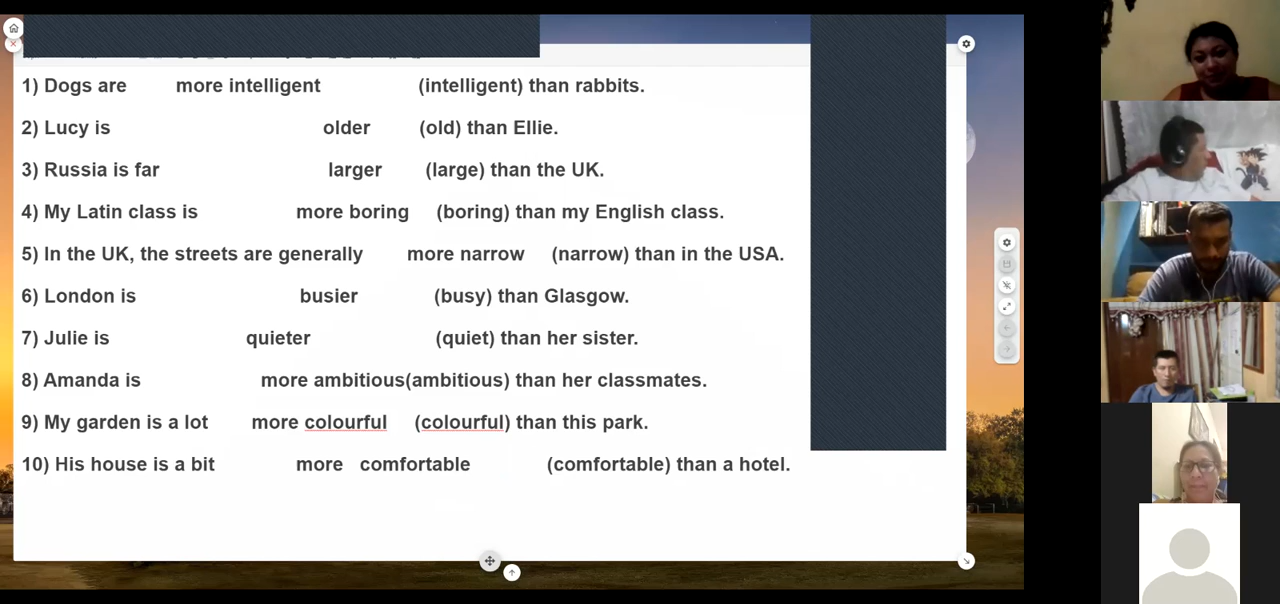 1) Dogs are more intelligent (intelligent) than rabbits.
2) Lucy is older (old) than Ellie.
3) Russia is far larger (large) than the UK.
4) My Latin class is more boring (boring) than my English class.
5) In the UK, the streets are generally more narrow (narrow) than in the USA.
6) London is busier (busy) than Glasgow.
7) Julie is quieter (quiet) than her sister.
8) Amanda is more ambitious(ambitious) than her classmates.
9) My garden is a lot more colourful (colourful) than this park.
10) His house is a bit more comfortable (comfortable) than a hotel.